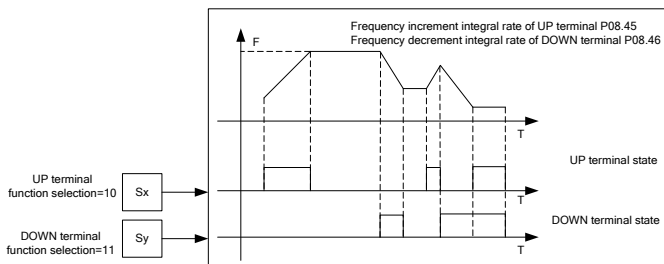 Frequency increment integral rate of UP terminal P08.45
Frequency decrement integral rate of DOWN terminal P08.46
F
T
UP terminal
function selection=10
Sx
UP terminal state
T
DOWN terminal
function selection=11
Sy
DOWN terminal state
T